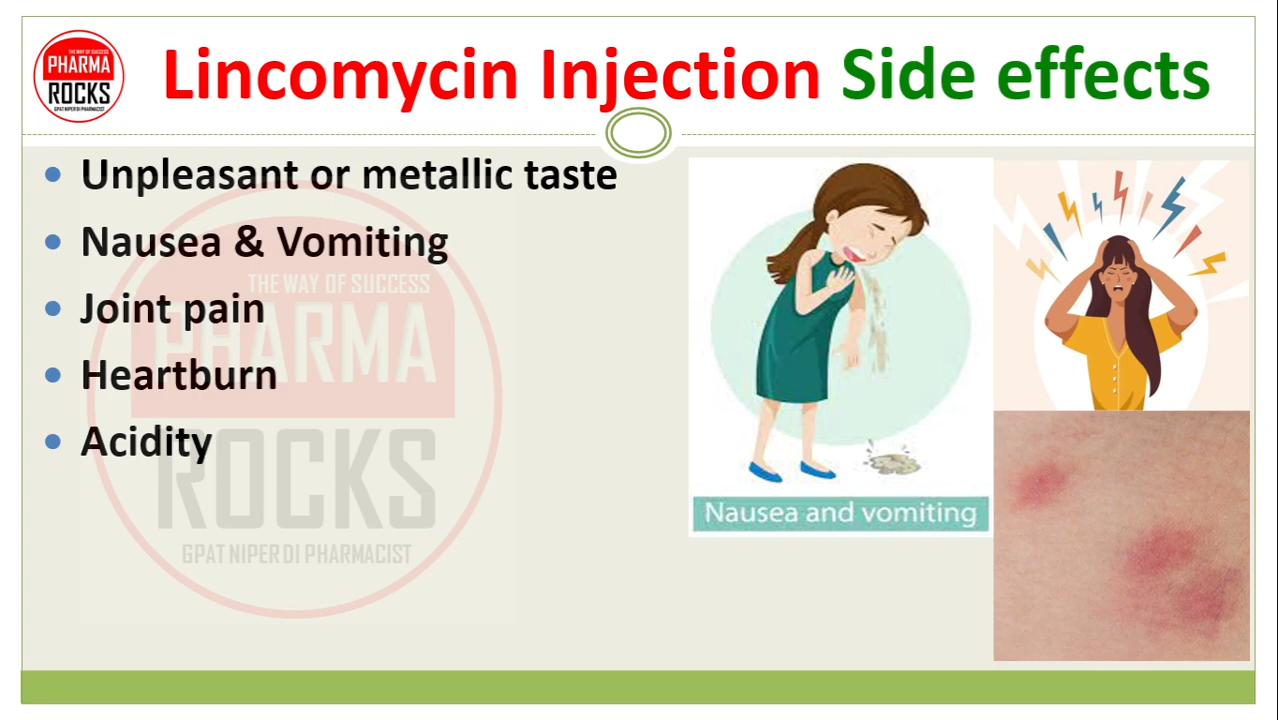 THE WAY OF SUCCESS
PHARMA
ROCKS
GPAT NIPER DI PHARMACIST
Lincomycin Injection Side effects
• Unpleasant or metallic taste
• Nausea & Vomiting
• Joint pain
• Heartburn
• Acidity
THE WAY OF SUCCESS
PHARMA
ROCKS
GPAT NIPER DI PHARMACIST
Nausea and vomiting